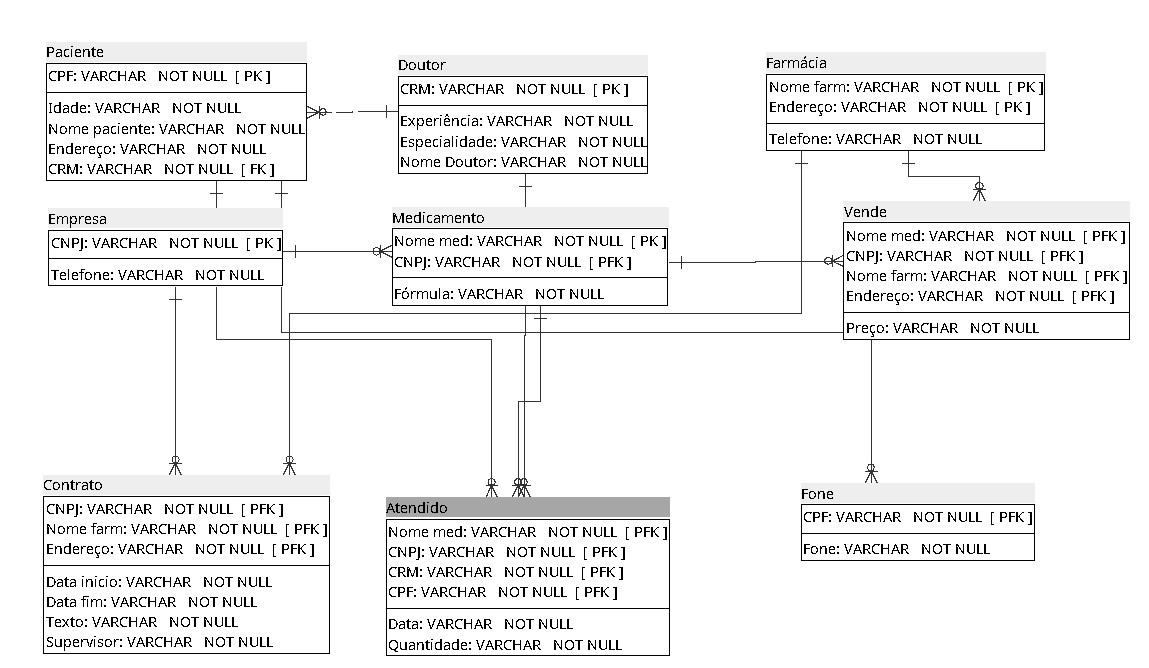 Paciente
CPF: VARCHAR NOT NULL [ PK ]
Idade: VARCHAR NOT NULL
Nome paciente: VARCHAR NOT NULL
Endereço: VARCHAR NOT NULL
CRM: VARCHAR NOT NULL [ FK ]
Doutor
CRM: VARCHAR NOT NULL [ PK ]
Experiência: VARCHAR NOT NULL
Especialidade: VARCHAR NOT NULL
Nome Doutor: VARCHAR NOT NULL
Farmácia
Nome farm: VARCHAR NOT NULL [ PK ]
Endereço: VARCHAR NOT NULL [ PK ]
Telefone: VARCHAR NOT NULL
Empresa
CNPJ: VARCHAR NOT NULL [ PK ]
Telefone: VARCHAR NOT NULL
Medicamento
Nome med: VARCHAR NOT NULL [ PK ]
CNPJ: VARCHAR NOT NULL [ PFK ]
Fórmula: VARCHAR NOT NULL
Vende
Nome med: VARCHAR NOT NULL [ PFK ]
CNPJ: VARCHAR NOT NULL [ PFK ]
Nome farm: VARCHAR NOT NULL [ PFK ]
Endereço: VARCHAR NOT NULL [ PFK ]
Preço: VARCHAR NOT NULL
Contrato
CNPJ: VARCHAR NOT NULL [ PFK ]
Nome farm: VARCHAR NOT NULL [ PFK ]
Endereço: VARCHAR NOT NULL [ PFK ]
Data inicio: VARCHAR NOT NULL
Data fim: VARCHAR NOT NULL
Texto: VARCHAR NOT NULL
Supervisor: VARCHAR NOT NULL
Atendido
Nome med: VARCHAR NOT NULL [ PFK ]
CNPJ: VARCHAR NOT NULL [ PFK ]
CRM: VARCHAR NOT NULL [ PFK ]
CPF: VARCHAR NOT NULL [ PFK ]
Data: VARCHAR NOT NULL
Quantidade: VARCHAR NOT NULL
Fone
CPF: VARCHAR NOT NULL [ PFK ]
Fone: VARCHAR NOT NULL